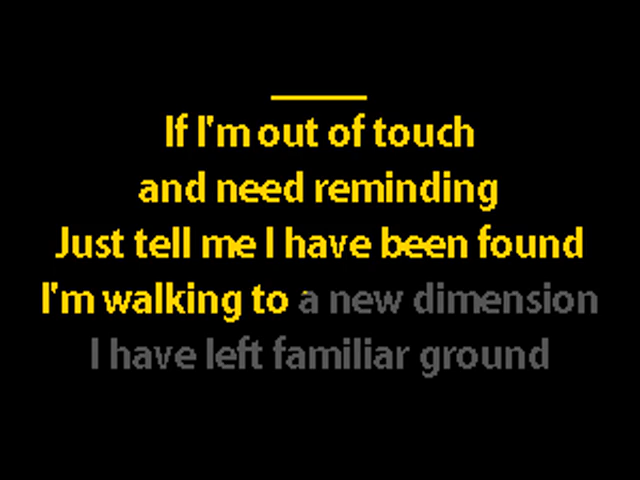 If I'm out of touch
and need reminding
Just tell me I have been found
I'm walking to a new dimension
I have left familiar ground